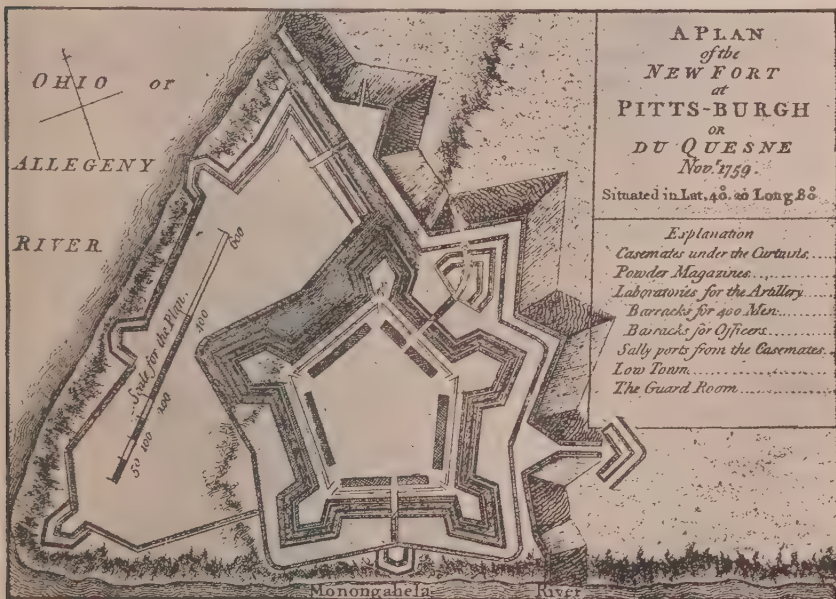 A PLAN
of the
NEW FORT
at
PITTS-BURGH
OR
DU QUESNE
Nov.r 1759.
Situated in Lat, 40. 20 Long 80
Explanation
Casemates under the Curtains
Powder Magazines
Laboratories for the Artillery
Barracks for 400 Men
Barracks for Officers
Sally ports from the Casemates
Low Town
The Guard Room
OHIO or
ALLEGENY
RIVER
Scale for the Plan.
50 100 200 400 600
Monongahela River